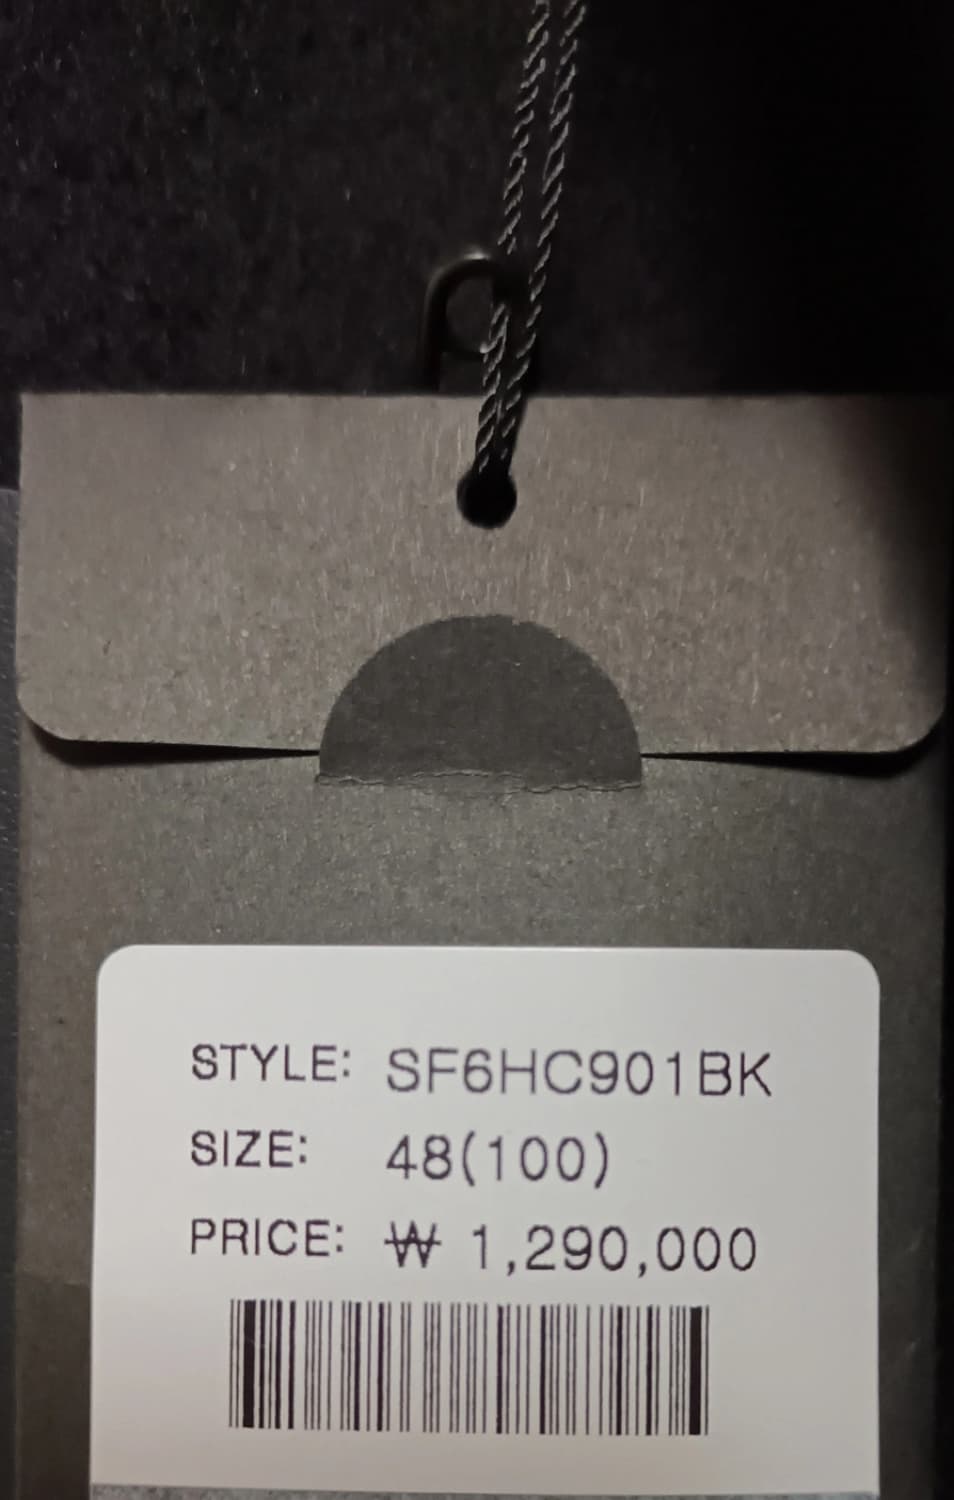 STYLE: SF6HC901BK
SIZE: 48(100)
PRICE: ₩ 1,290,000